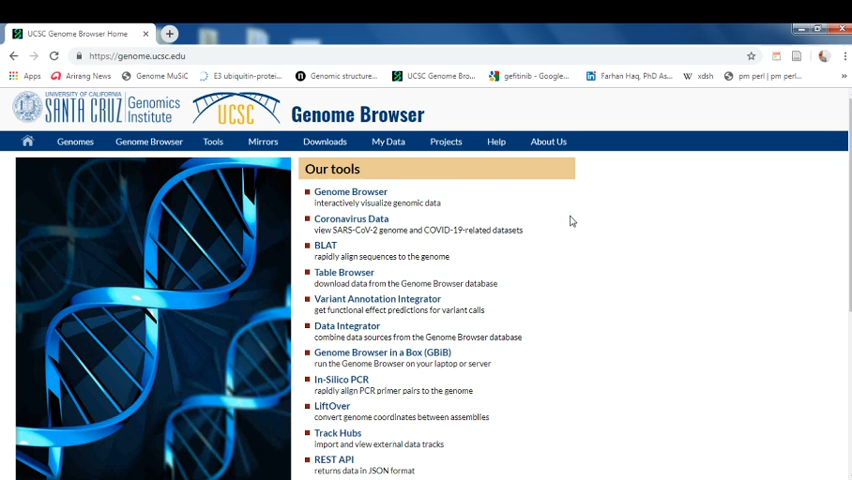 UCSC Genome Browser Home
https://genome.ucsc.edu
Apps Arirang News Genome MuSiC E3 ubiquitin-protei... Genomic structure... UCSC Genome Bro... gefitinib - Google... Farhan Haq, PhD As... xdsh pm perl | pm perl...
UNIVERSITY OF CALIFORNIA
SANTA CRUZ Genomics Institute
UCSC Genome Browser
Genomes Genome Browser Tools Mirrors Downloads My Data Projects Help About Us
Our tools
Genome Browser
interactively visualize genomic data
Coronavirus Data
view SARS-CoV-2 genome and COVID-19-related datasets
BLAT
rapidly align sequences to the genome
Table Browser
download data from the Genome Browser database
Variant Annotation Integrator
get functional effect predictions for variant calls
Data Integrator
combine data sources from the Genome Browser database
Genome Browser in a Box (GBiB)
run the Genome Browser on your laptop or server
In-Silico PCR
rapidly align PCR primer pairs to the genome
LiftOver
convert genome coordinates between assemblies
Track Hubs
import and view external data tracks
REST API
returns data in JSON format